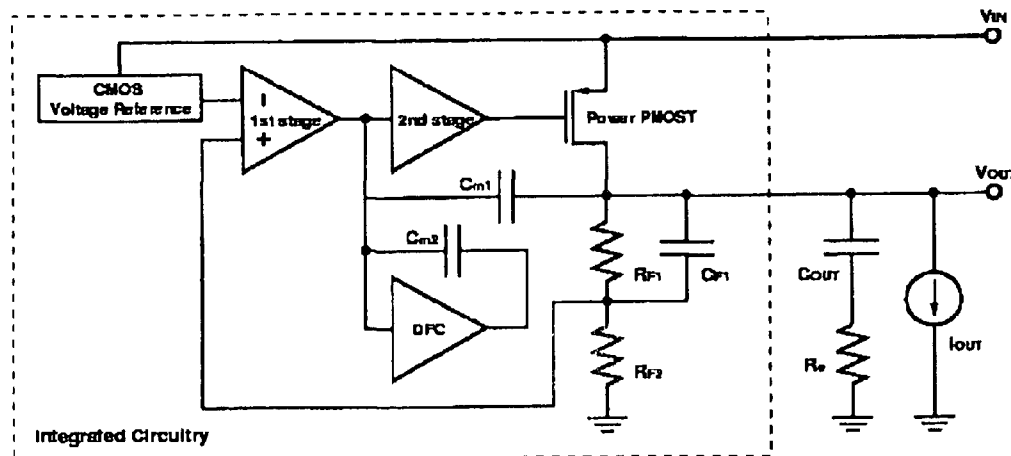 VIN
CMOS
Voltage Reference
1st stage
2nd stage
Power PMOST
VOUT
Cm1
Cm2
RF1
CF1
COUT
DFC
IOUT
RF2
Re
Integrated Circuitry